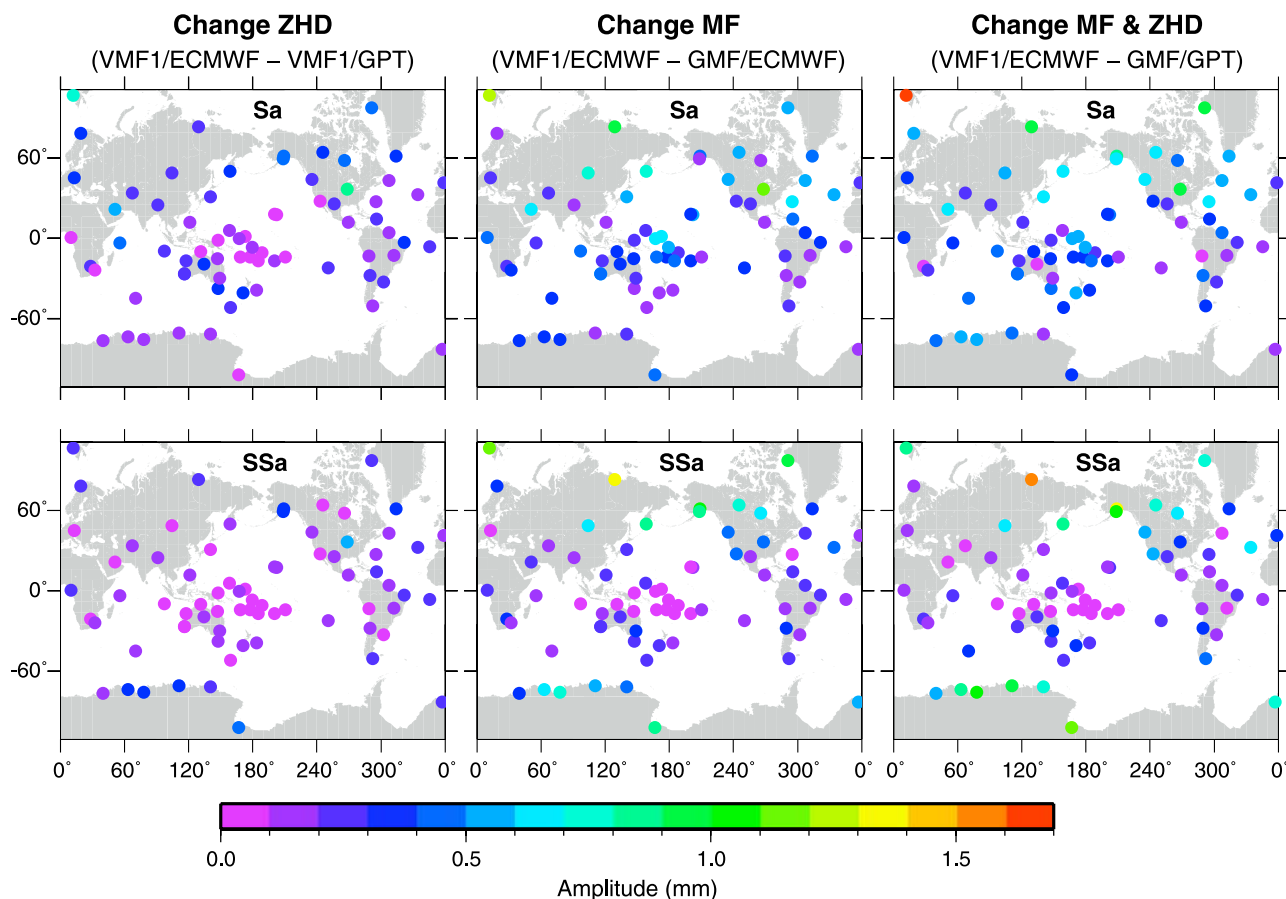 Change ZHD Change MF Change MF & ZHD
(VMF1/ECMWF – VMF1/GPT) (VMF1/ECMWF – GMF/ECMWF) (VMF1/ECMWF – GMF/GPT)
Sa Sa Sa
60˚
0˚
-60˚
SSa SSa SSa
60˚
0˚
-60˚
0˚ 60˚ 120˚ 180˚ 240˚ 300˚ 0˚ 60˚ 120˚ 180˚ 240˚ 300˚ 0˚ 60˚ 120˚ 180˚ 240˚ 300˚ 0˚
0.0 0.5 1.0 1.5
Amplitude (mm)